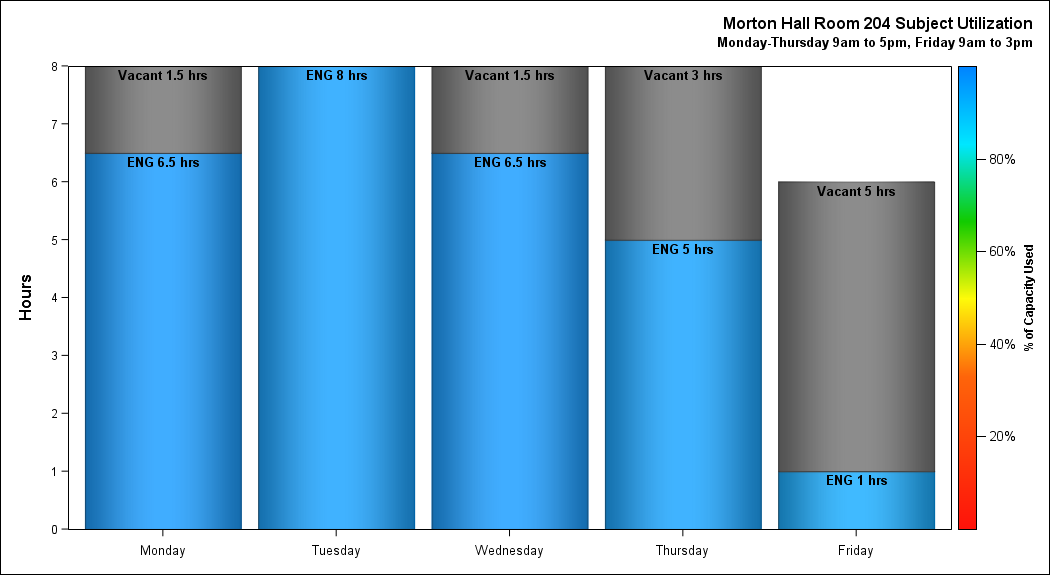 Morton Hall Room 204 Subject Utilization
Monday-Thursday 9am to 5pm, Friday 9am to 3pm
8
7
6
5
4
3
2
1
0
Hours
Vacant 1.5 hrs
ENG 6.5 hrs
ENG 8 hrs
Vacant 1.5 hrs
ENG 6.5 hrs
Vacant 3 hrs
ENG 5 hrs
Vacant 5 hrs
ENG 1 hrs
Monday
Tuesday
Wednesday
Thursday
Friday
80%
60%
40%
20%
% of Capacity Used